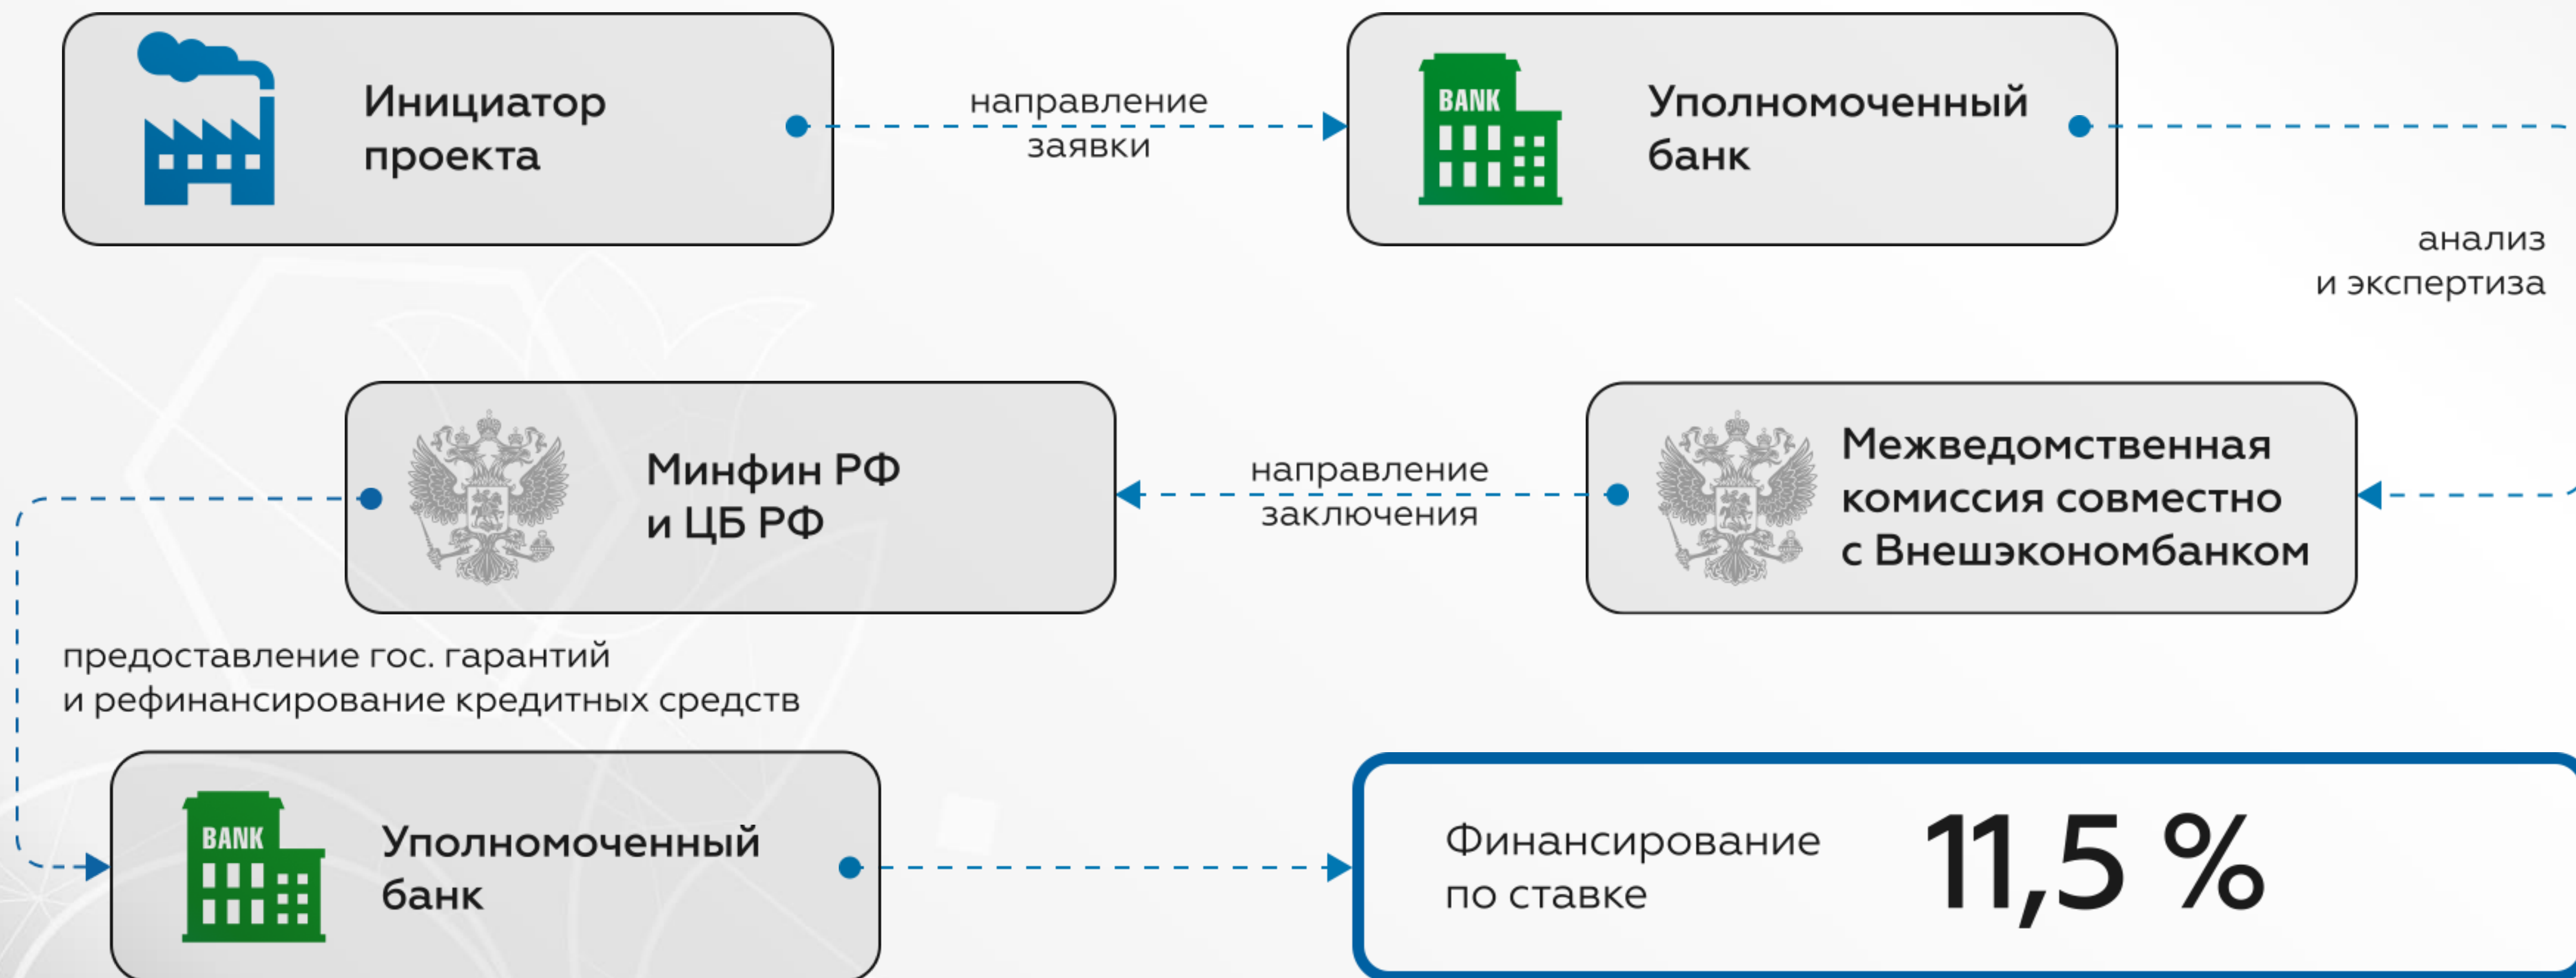 Инициатор
проекта
направление
заявки
BANK
Уполномоченный
банк
анализ
и экспертиза
Межведомственная
комиссия совместно
с Внешэкономбанком
направление
заключения
Минфин РФ
и ЦБ РФ
предоставление гос. гарантий
и рефинансирование кредитных средств
BANK
Уполномоченный
банк
Финансирование
по ставке
11,5 %